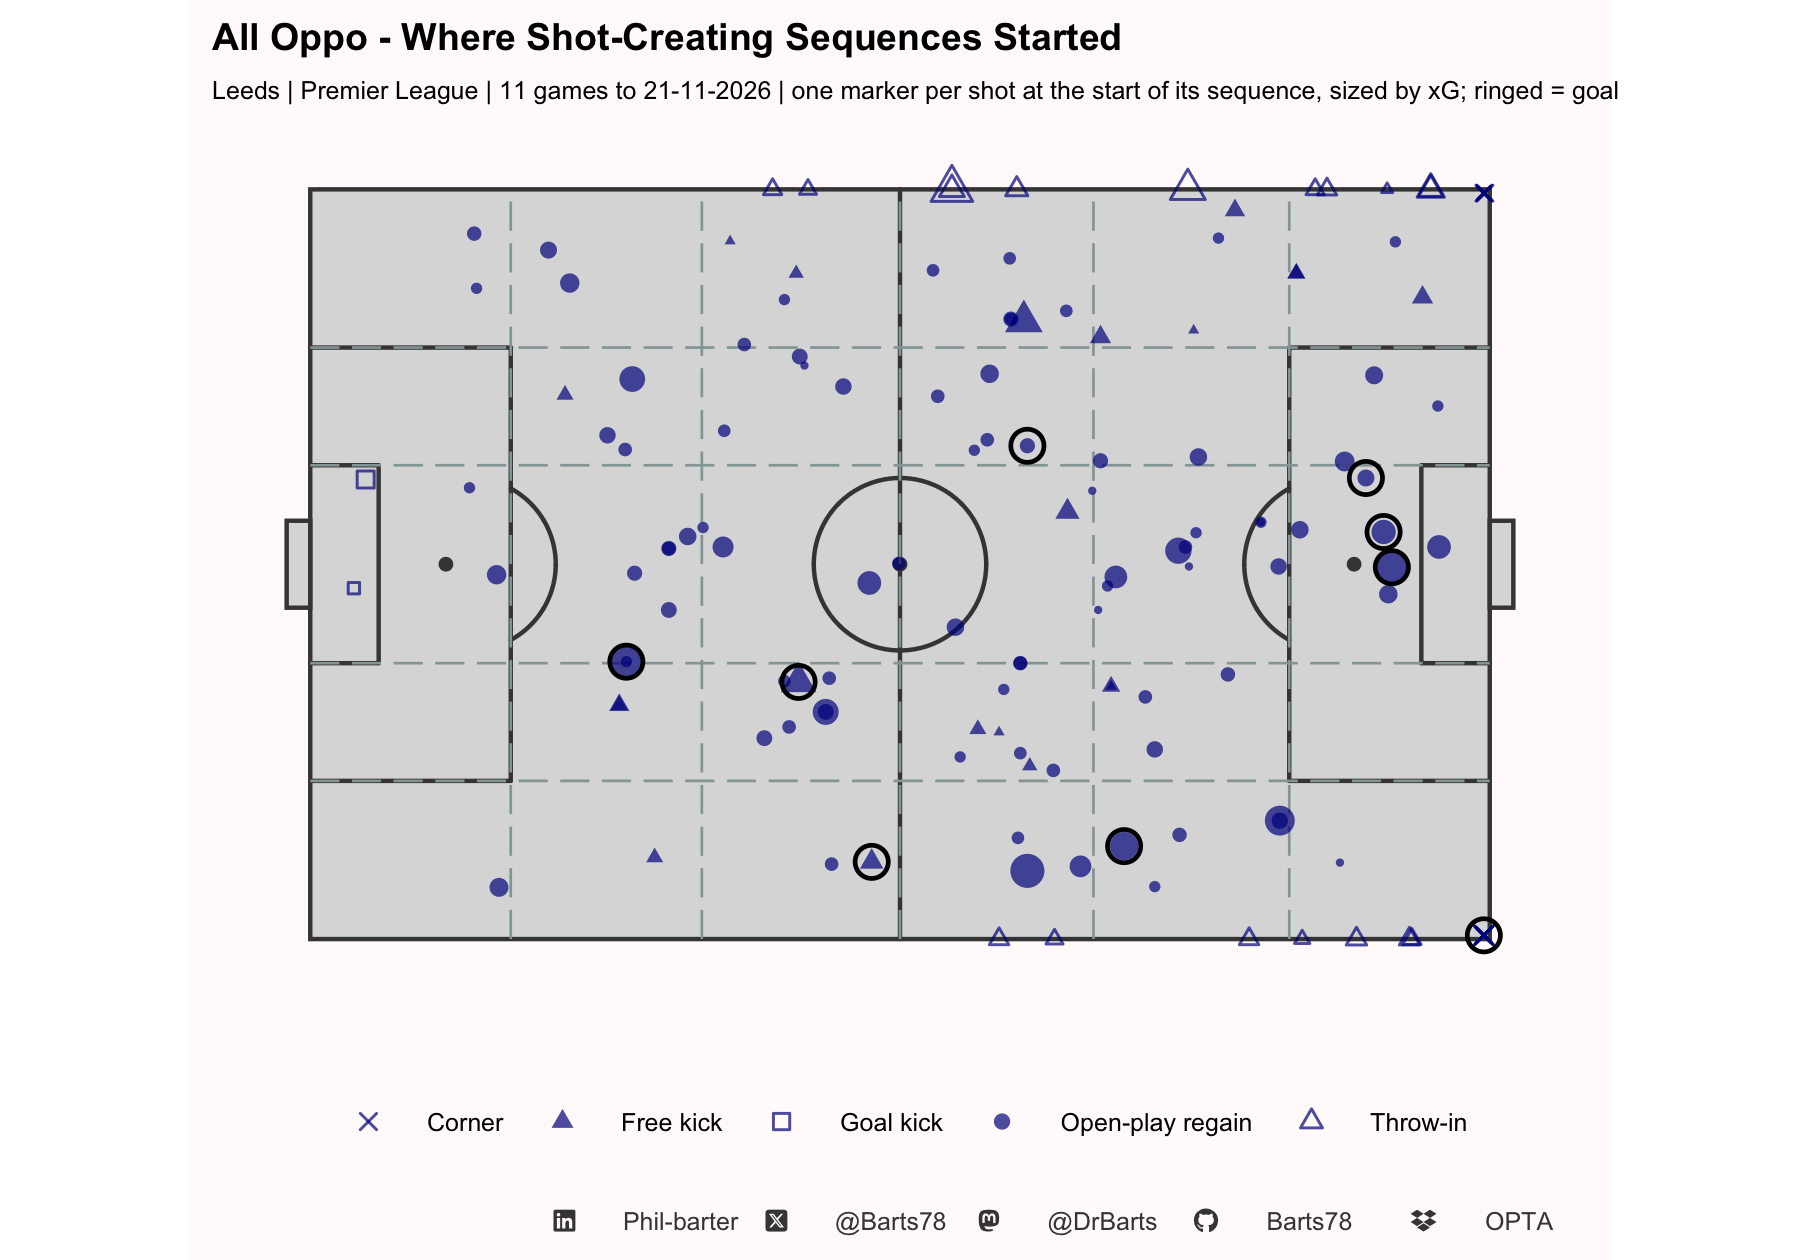 All Oppo - Where Shot-Creating Sequences Started
Leeds | Premier League | 11 games to 21-11-2026 | one marker per shot at the start of its sequence, sized by xG; ringed = goal
Corner Free kick Goal kick Open-play regain Throw-in
Phil-barter @Barts78 @DrBarts Barts78 OPTA